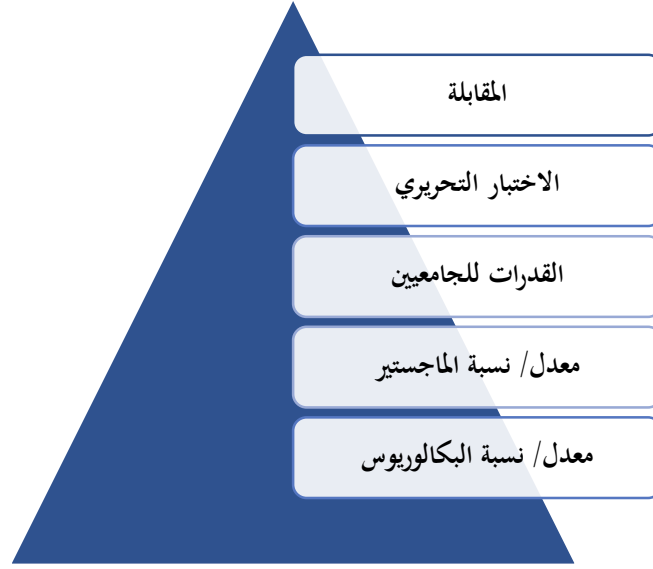 المقابلة
الاختبار التحريري
القدرات للجامعيين
معدل/ نسبة الماجستير
معدل/ نسبة البكالوريوس